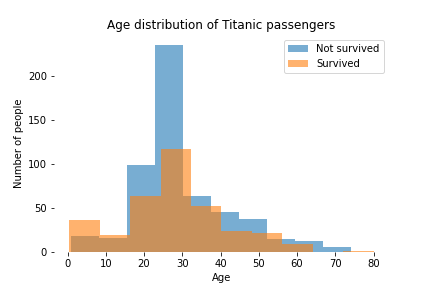 Age distribution of Titanic passengers
Not survived
Survived
Number of people
200
150
100
50
0
0 10 20 30 40 50 60 70 80
Age